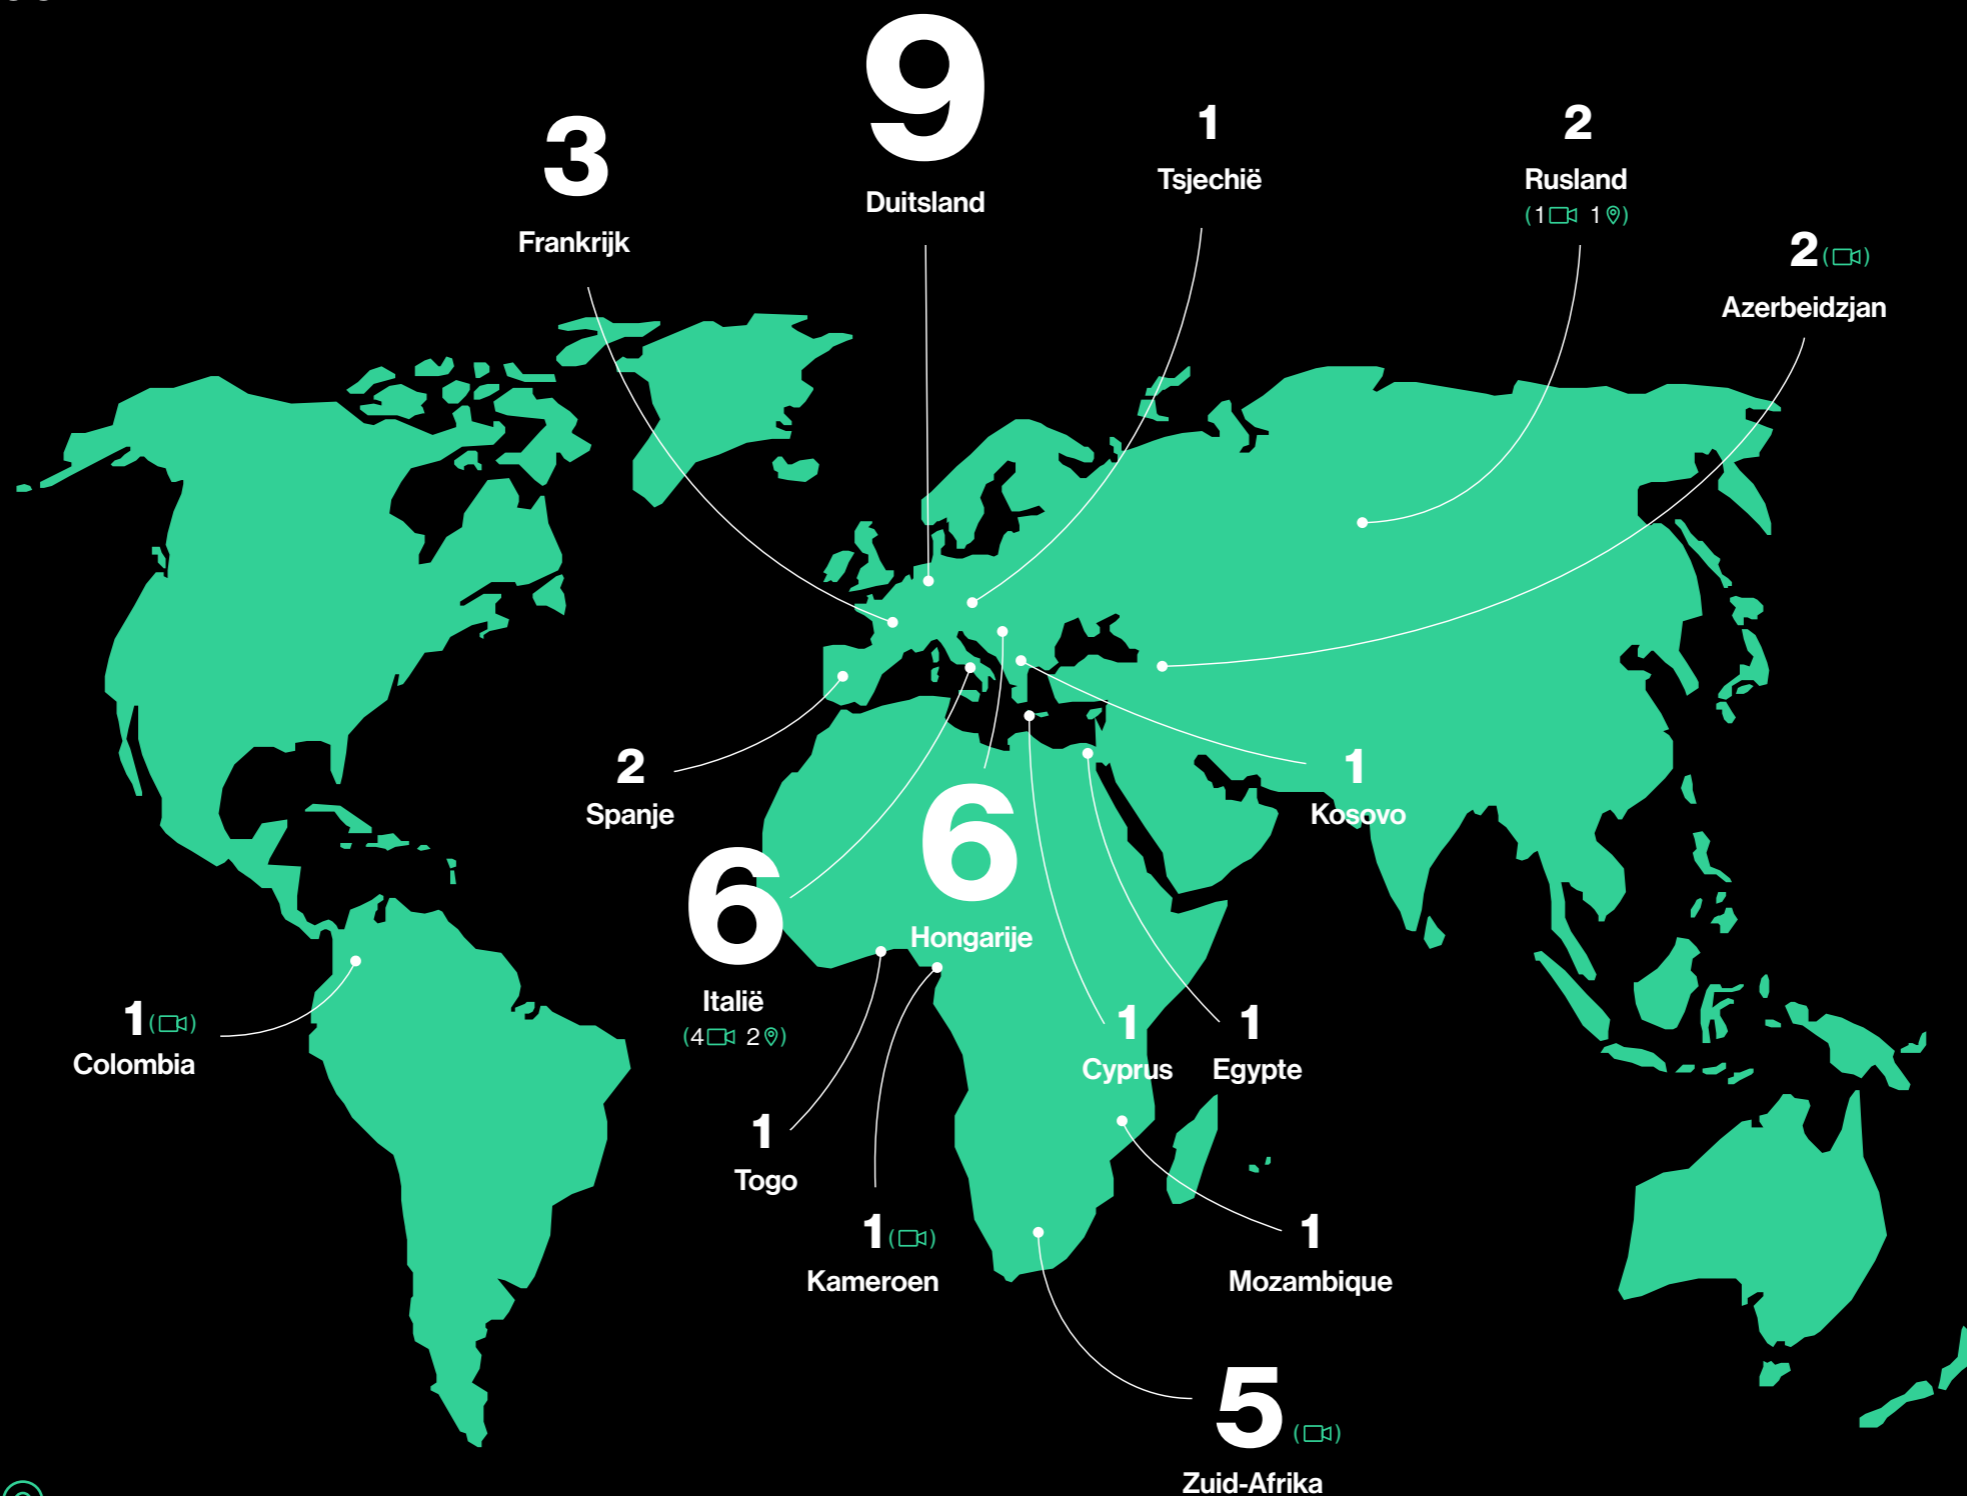 9
Duitsland
3
Frankrijk
1
Tsjechië
2
Rusland
(1 1)
2()
Azerbeidzjan
2
Spanje
1
Kosovo
6
Italië
(4 2)
6
Hongarije
1()
Colombia
1
Cyprus
1
Egypte
1
Togo
1()
Kameroen
1
Mozambique
5 ()
Zuid-Afrika